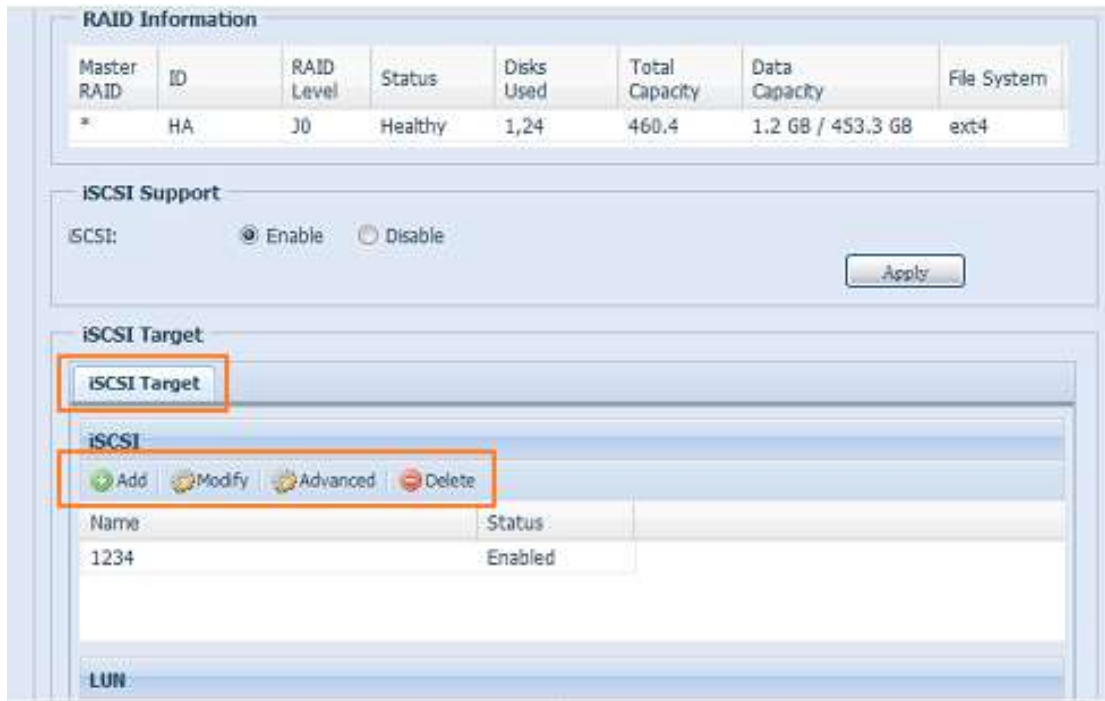 RAID Information
Master RAID ID RAID Level Status Disks Used Total Capacity Data Capacity File System
* HA J0 Healthy 1,24 460.4 1.2 GB / 453.3 GB ext4
iSCSI Support
iSCSI: Enable Disable
Apply
iSCSI Target
iSCSI Target
iSCSI
Add Modify Advanced Delete
Name Status
1234 Enabled
LUN